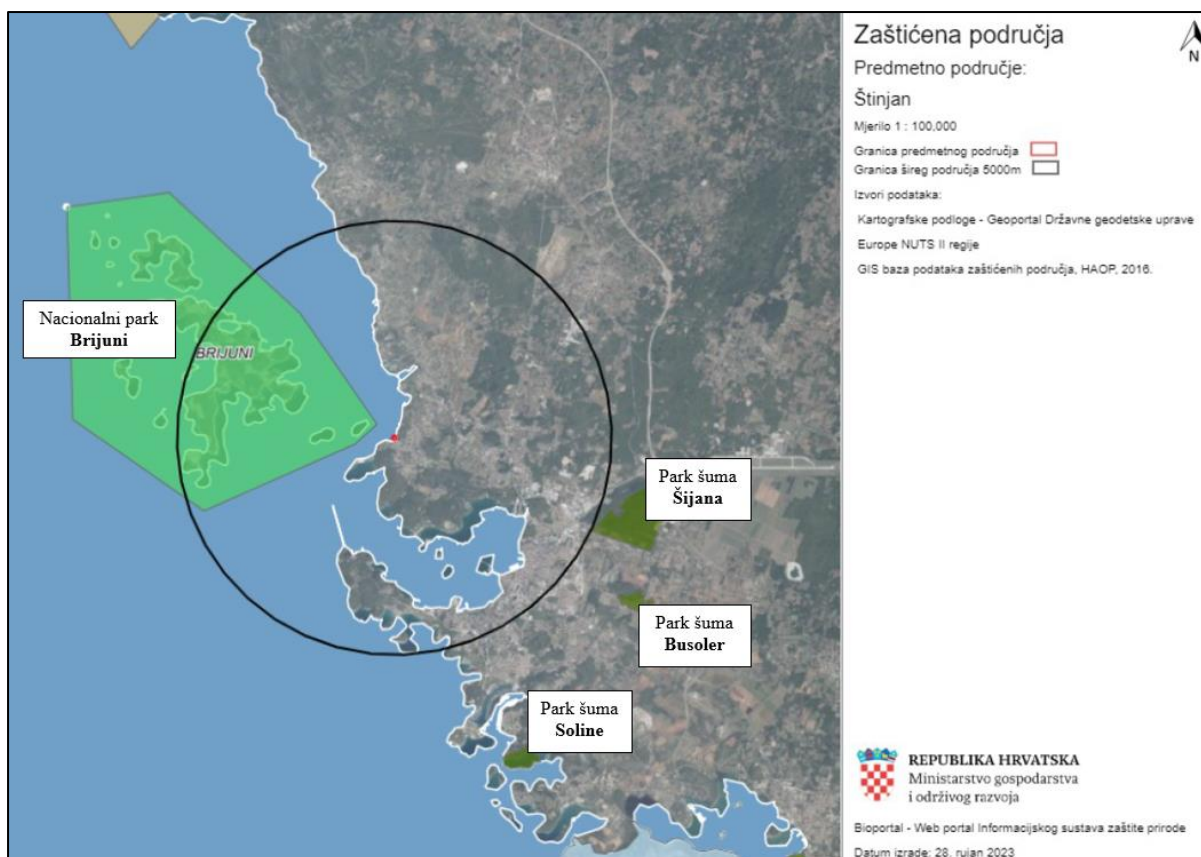 Zaštićena područja
N
Predmetno područje:
Štinjan
Mjerilo 1 : 100,000
Granica predmetnog područja
Granica šireg područja 5000m
Izvori podataka:
Kartografske podloge - Geoportal Državne geodetske uprave
Europe NUTS II regije
GIS baza podataka zaštićenih područja, HAOP, 2016.
Nacionalni park
Brijuni
BRIJUNI
Park šuma
Šijana
Park šuma
Busoler
Park šuma
Soline
REPUBLIKA HRVATSKA
Ministarstvo gospodarstva
i održivog razvoja
Bioportal - Web portal Informacijskog sustava zaštite prirode
Datum izrade: 28. rujan 2023